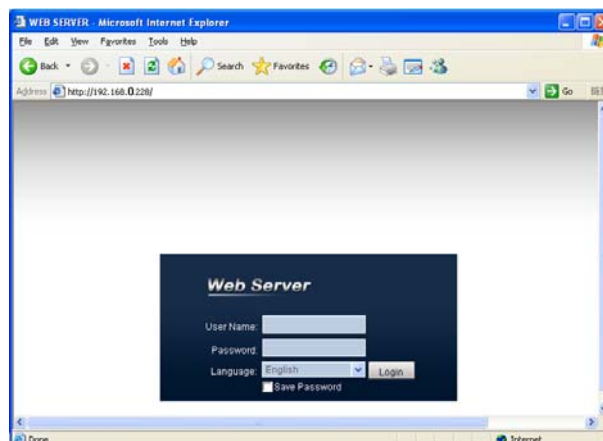 WEB SERVER - Microsoft Internet Explorer
File Edit View Favorites Tools Help
Back Search Favorites
Address http://192.168.0.228/ Go
Web Server
User Name:
Password:
Language: English Login
Save Password
Done Internet